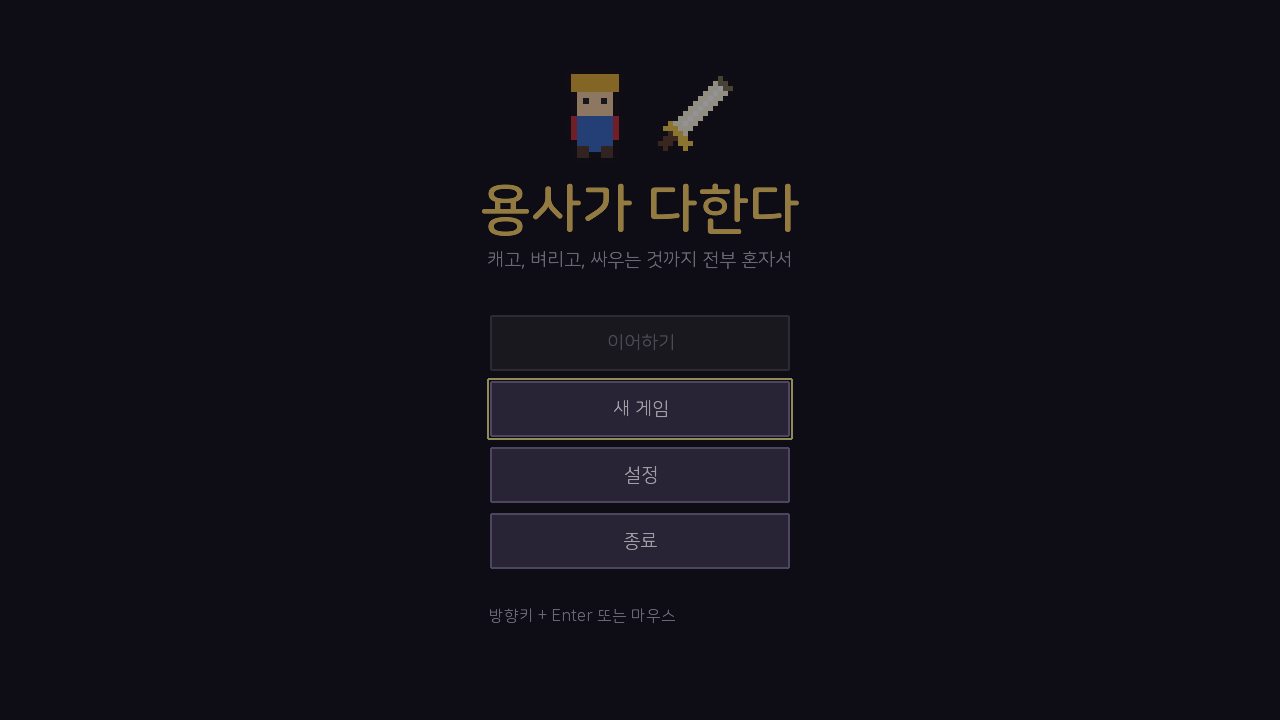 용사가 다한다
캐고, 벼리고, 싸우는 것까지 전부 혼자서
이어하기
새 게임
설정
종료
방향키 + Enter 또는 마우스